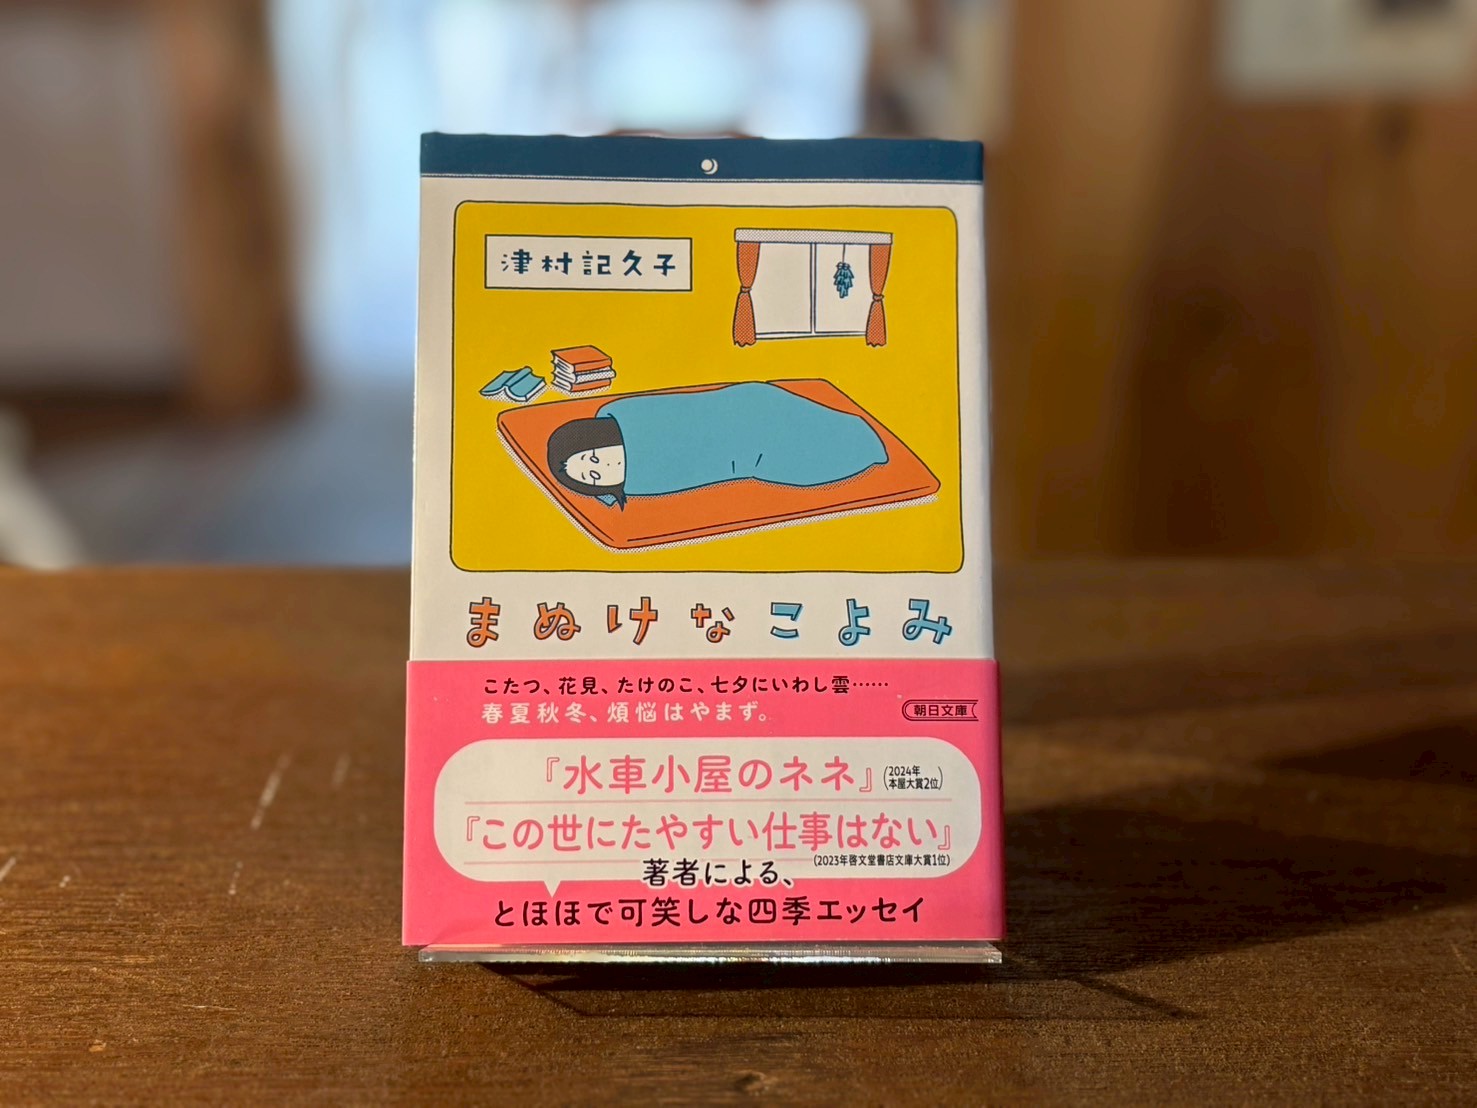 津村記久子
まぬけなこよみ
こたつ、花見、たけのこ、七夕にいわし雲……
春夏秋冬、煩悩はやまず。
朝日文庫
『水車小屋のネネ』(2024年本屋大賞2位)
『この世にたやすい仕事はない』
(2023年啓文堂書店文庫大賞1位)
著者による、
とほほで可笑しな四季エッセイ